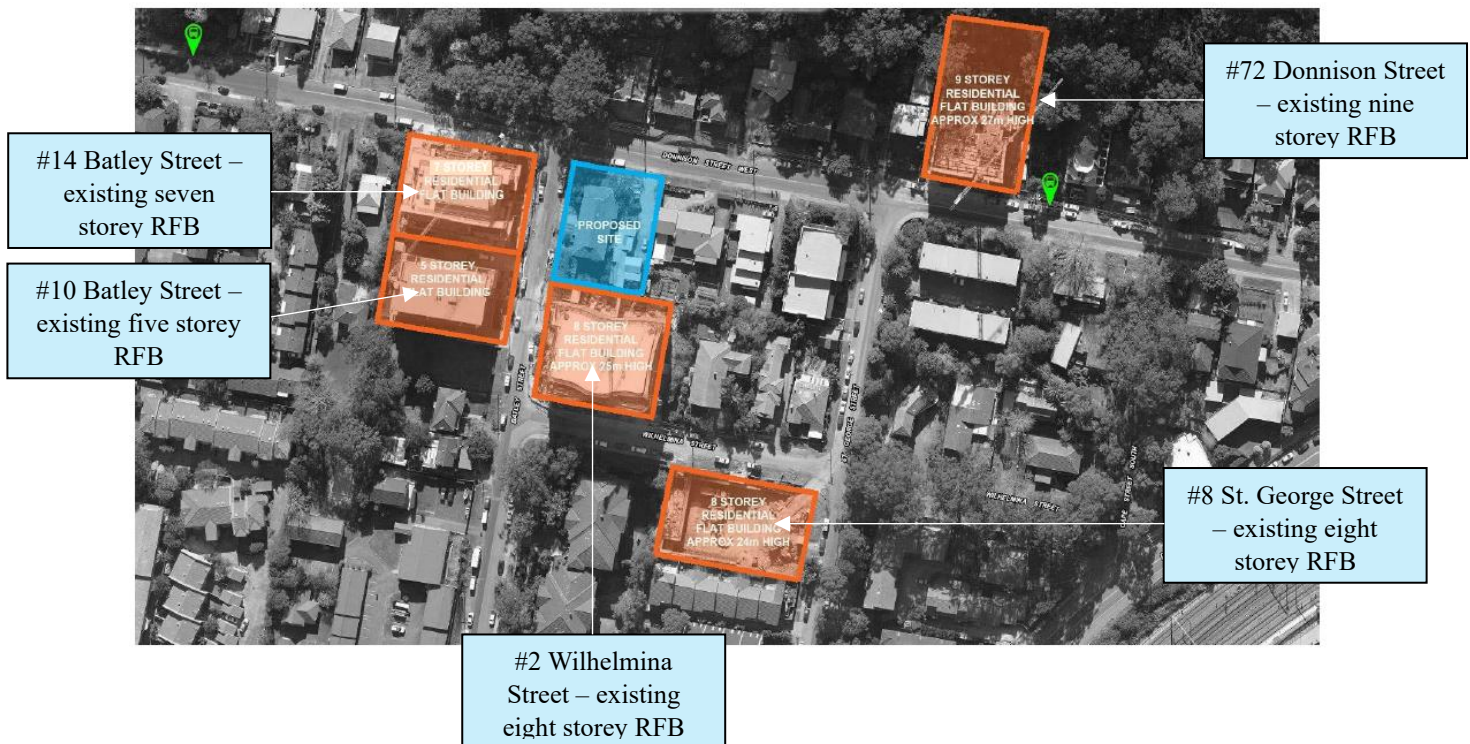 #72 Donnison Street
– existing nine
storey RFB
9 STOREY
RESIDENTIAL
FLAT BUILDING
APPROX 27m HIGH
#14 Batley Street –
existing seven
storey RFB
7 STOREY
RESIDENTIAL
FLAT BUILDING
DONNISON STREET WEST
PROPOSED
SITE
#10 Batley Street –
existing five storey
RFB
5 STOREY
RESIDENTIAL
FLAT BUILDING
8 STOREY
RESIDENTIAL
FLAT BUILDING
APPROX 25m HIGH
BATLEY STREET
ST. GEORGE STREET
WILHELMINA STREET
8 STOREY
RESIDENTIAL
FLAT BUILDING
APPROX 24m HIGH
WILHELMINA STREET
CAPE STREET SOUTH
#8 St. George Street
– existing eight
storey RFB
#2 Wilhelmina
Street – existing
eight storey RFB